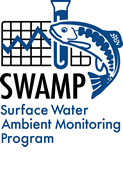 SWAMP
Surface Water
Ambient Monitoring
Program